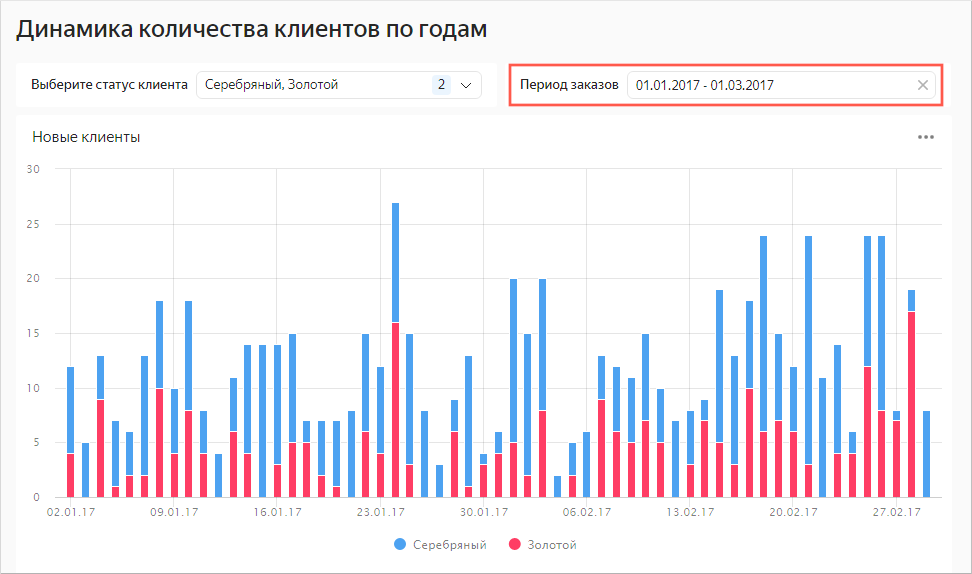 Динамика количества клиентов по годам
Выберите статус клиента Серебряный, Золотой 2 Период заказов 01.01.2017 - 01.03.2017
Новые клиенты
30
25
20
15
10
5
0
02.01.17 09.01.17 16.01.17 23.01.17 30.01.17 06.02.17 13.02.17 20.02.17 27.02.17
Серебряный Золотой